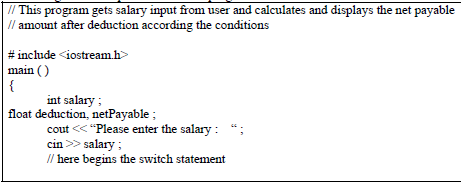 // This program gets salary input from user and calculates and displays the net payable
// amount after deduction according the conditions
# include <iostream.h>
main ( )
{
int salary ;
float deduction, netPayable ;
cout << “Please enter the salary : “ ;
cin >> salary ;
// here begins the switch statement